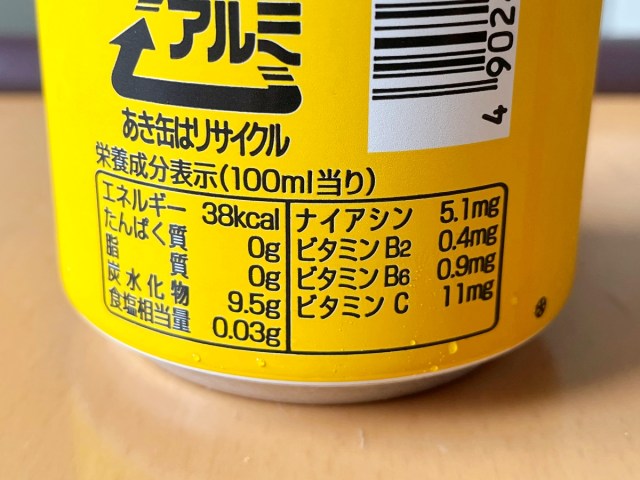 アルミ
あき缶はリサイクル
4902
栄養成分表示(100ml当り)
エネルギー 38kcal
たんぱく質 0g
脂質 0g
炭水化物 9.5g
食塩相当量 0.03g
ナイアシン 5.1mg
ビタミンB2 0.4mg
ビタミンB6 0.9mg
ビタミンC 11mg